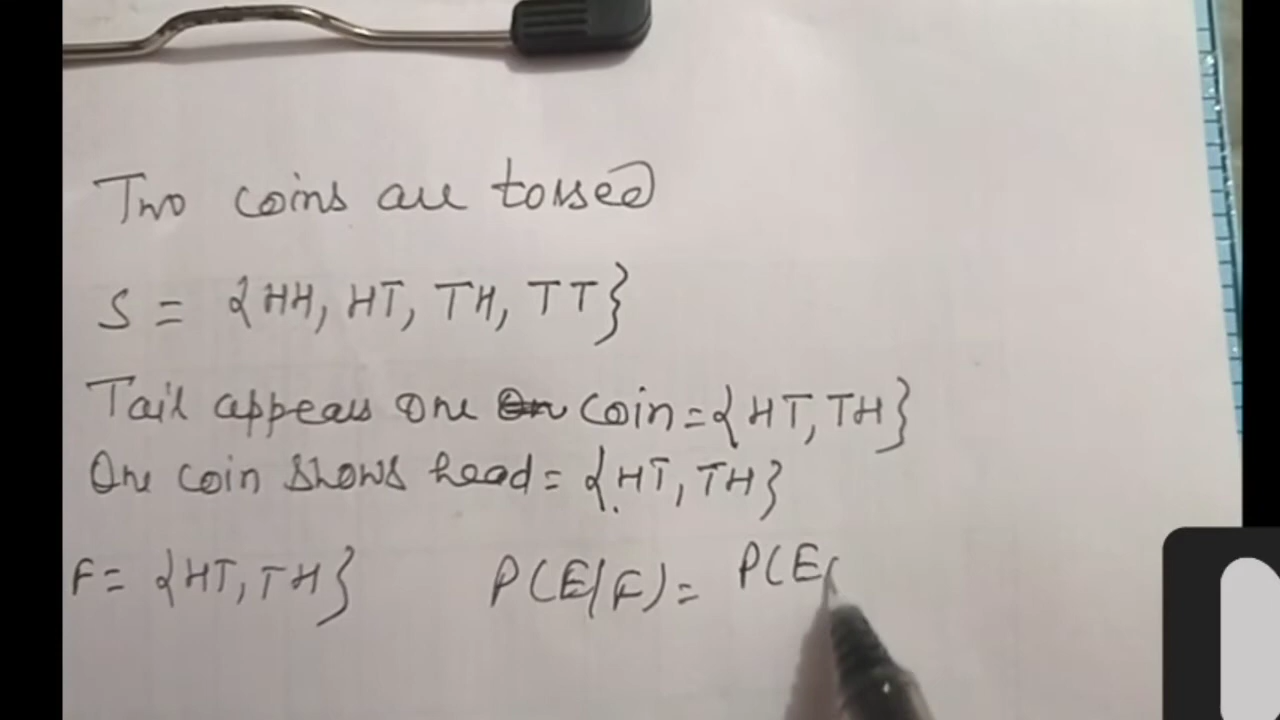 Two coins are tossed
S = {HH, HT, TH, TT}
Tail appears one coin = {HT, TH}
One coin shows head = {HT, TH}
F = {HT, TH} P(E/F) = P(E